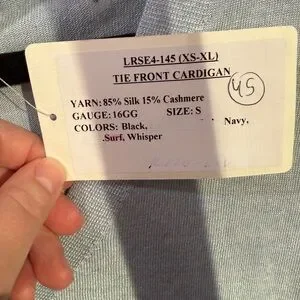 LRSE4-145 (XS-XL)
TIE FRONT CARDIGAN
45
YARN: 85% Silk 15% Cashmere
GAUGE: 16GG SIZE: S
COLORS: Black, Navy,
.Surf, Whisper